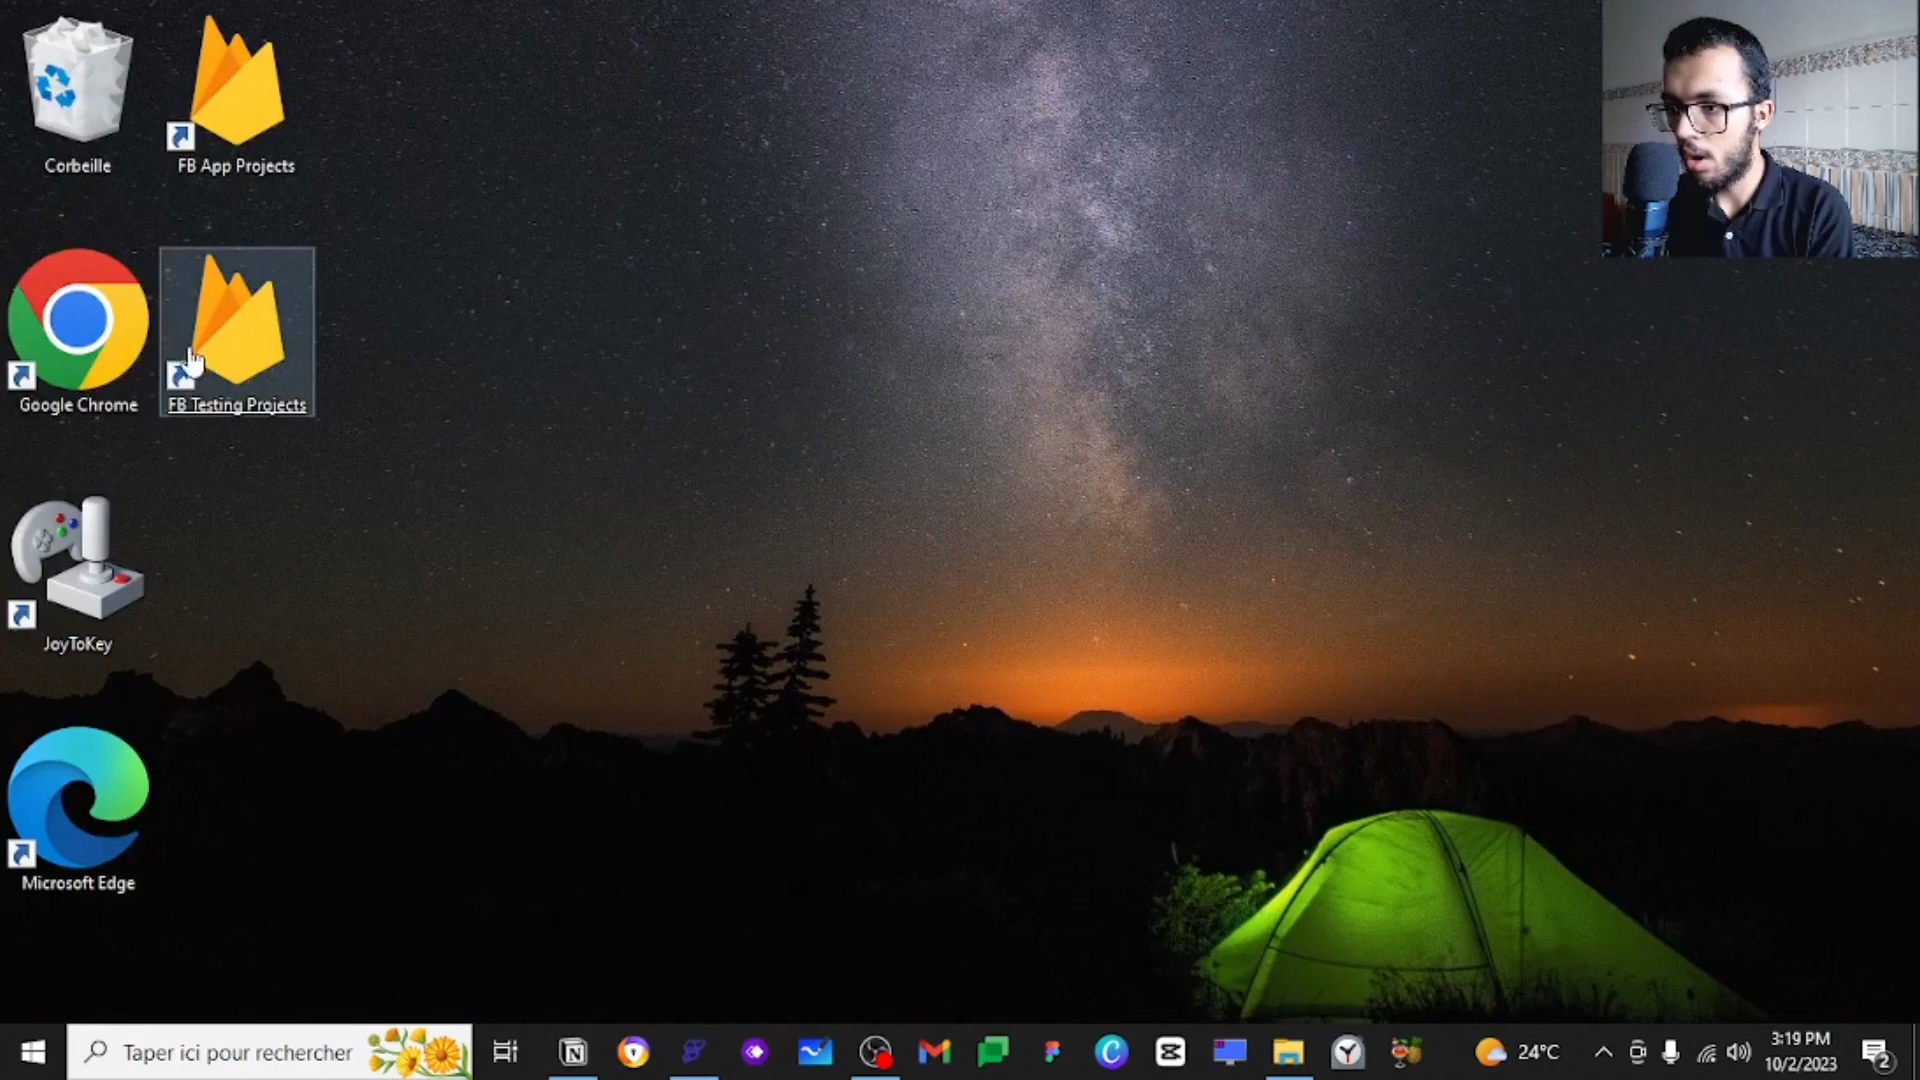 Corbeille
FB App Projects
Google Chrome
FB Testing Projects
JoyToKey
Microsoft Edge
Taper ici pour rechercher
24°C
3:19 PM
10/2/2023
2